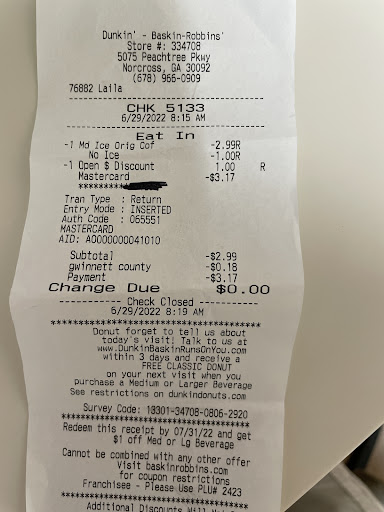 Dunkin' - Baskin-Robbins'
Store #: 334708
5075 Peachtree Pkwy
Norcross, GA 30092
(678) 966-0909
76882 Laila
CHK 5133
6/29/2022 8:15 AM
Eat In
-1 Md Ice Orig Cof -2.99R
No Ice -1.00R
-1 Open $ Discount 1.00 R
Mastercard -$3.17
Tran Type : Return
Entry Mode : INSERTED
Auth Code : 065551
MASTERCARD
AID: A0000000041010
Subtotal -$2.99
gwinnett county -$0.18
Payment -$3.17
Change Due $0.00
---------- Check Closed ----------
6/29/2022 8:19 AM
Donut forget to tell us about
today's visit! Talk to us at
www.DunkinBaskinRunsOnYou.com
within 3 days and receive a
FREE CLASSIC DONUT
on your next visit when you
purchase a Medium or Larger Beverage
See restrictions on dunkindonuts.com
Survey Code: 13301-34708-0806-2920
Redeem this receipt by 07/31/22 and get
$1 off Med or Lg Beverage
Cannot be combined with any other offer
Visit baskinrobbins.com
for coupon restrictions
Franchisee - Please Use PLU# 2423
Additional Discounts